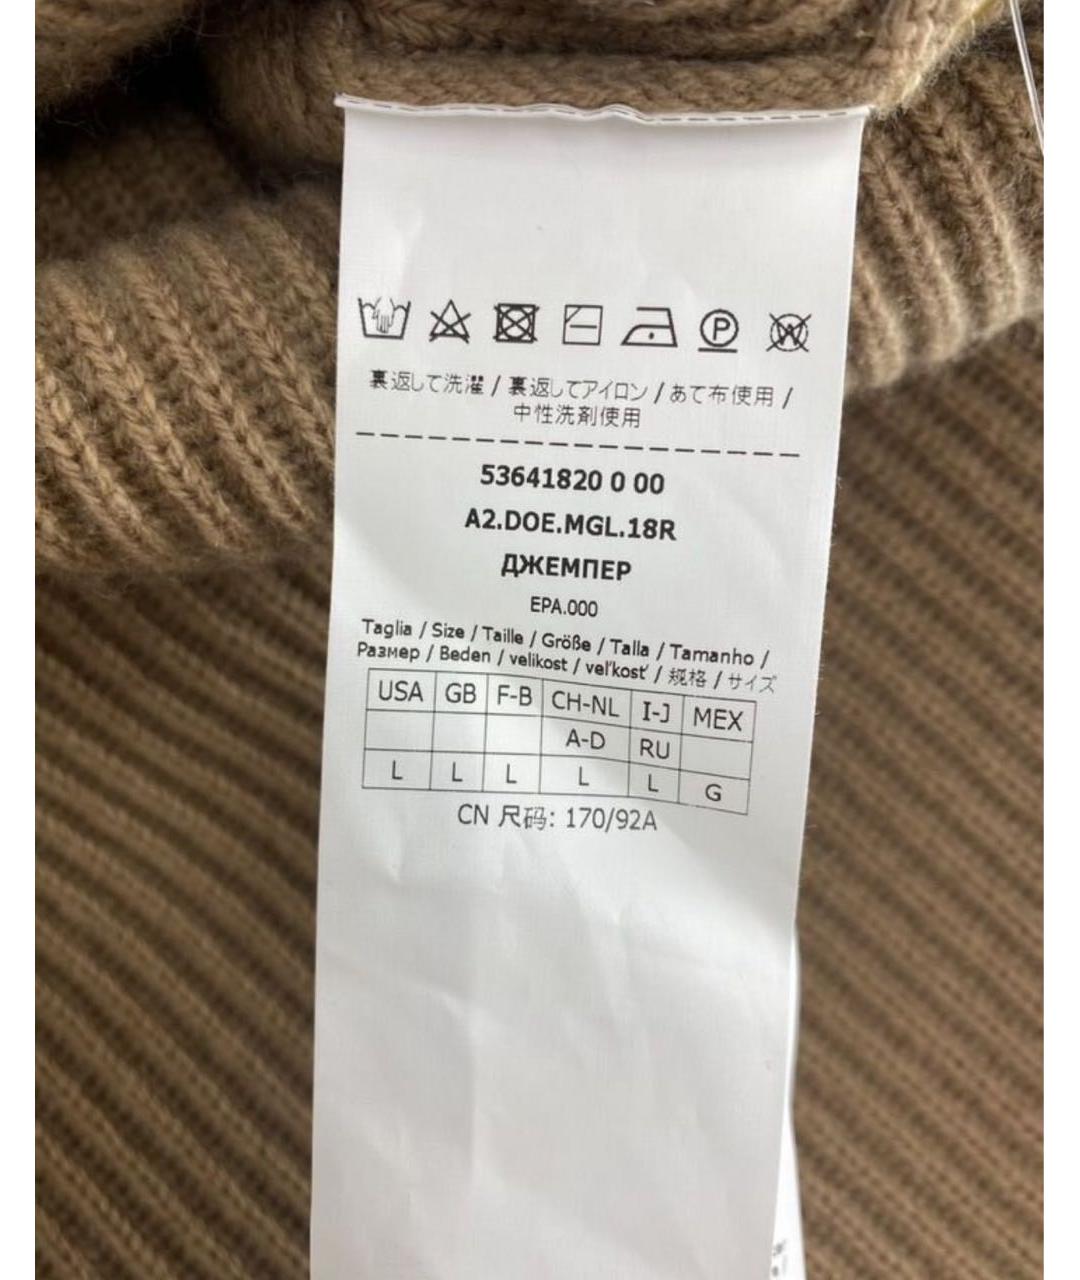 裏返して洗濯 / 裏返してアイロン / あて布使用 /
中性洗剤使用
53641820 0 00
A2.DOE.MGL.18R
ДЖЕМПЕР
EPA.000
Taglia / Size / Taille / Größe / Talla / Tamanho /
Размер / Beden / velikost / veľkosť / 规格 / サイズ
USA GB F-B CH-NL I-J MEX
A-D RU
L L L L L G
CN 尺码: 170/92A